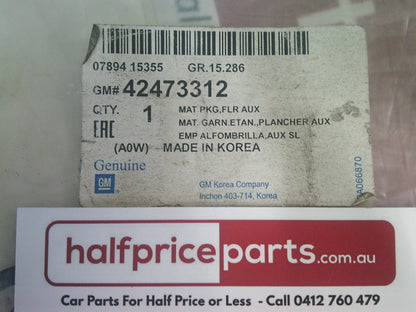 07894 15355 GR.15.286
GM# 42473312
QTY. 1 MAT PKG,FLR AUX
MAT. GARN.ETAN.,PLANCHER AUX
EAC EMP ALFOMBRILLA,AUX SL
(A0W) - MADE IN KOREA
Genuine
GM GM Korea Company
Inchon 403-714, Korea
halfpriceparts.com.au
Car Parts For Half Price or Less - Call 0412 760 479